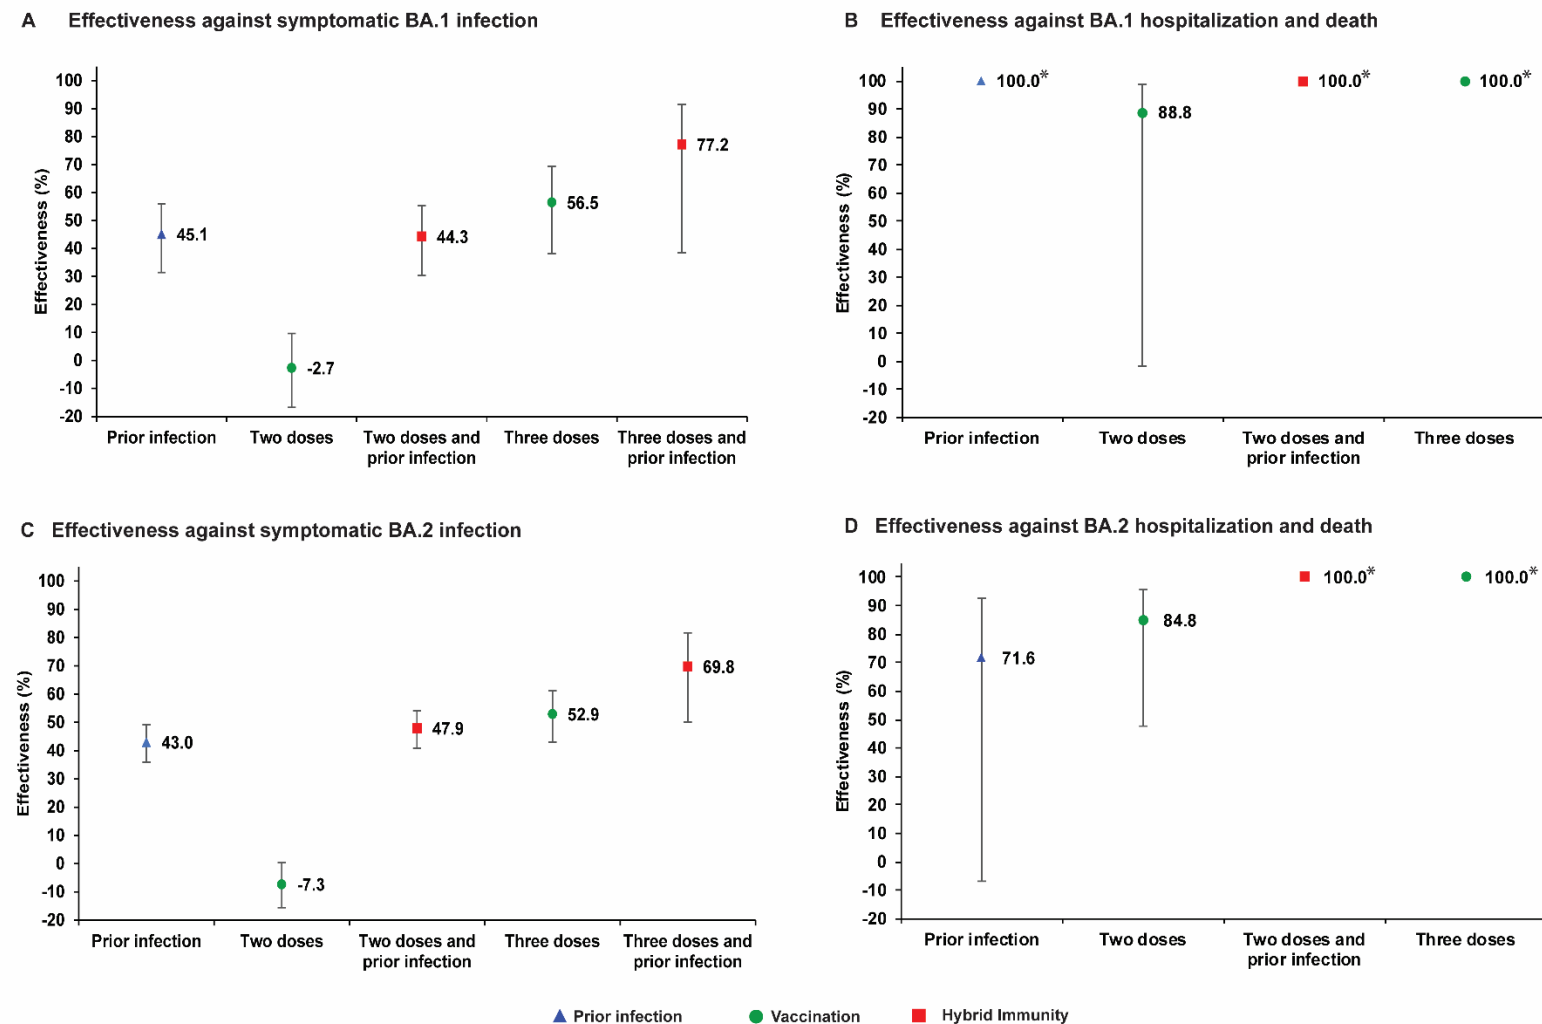 A Effectiveness against symptomatic BA.1 infection
Effectiveness (%)
100
90
80
70
60
50
40
30
20
10
0
-10
-20
45.1
-2.7
44.3
56.5
77.2
Prior infection
Two doses
Two doses and
prior infection
Three doses
Three doses and
prior infection
B Effectiveness against BA.1 hospitalization and death
Effectiveness (%)
100
90
80
70
60
50
40
30
20
10
0
-10
-20
100.0*
88.8
100.0*
100.0*
Prior infection
Two doses
Two doses and
prior infection
Three doses
C Effectiveness against symptomatic BA.2 infection
Effectiveness (%)
100
90
80
70
60
50
40
30
20
10
0
-10
-20
43.0
-7.3
47.9
52.9
69.8
Prior infection
Two doses
Two doses and
prior infection
Three doses
Three doses and
prior infection
D Effectiveness against BA.2 hospitalization and death
Effectiveness (%)
100
90
80
70
60
50
40
30
20
10
0
-10
-20
71.6
84.8
100.0*
100.0*
Prior infection
Two doses
Two doses and
prior infection
Three doses
Prior infection
Vaccination
Hybrid Immunity